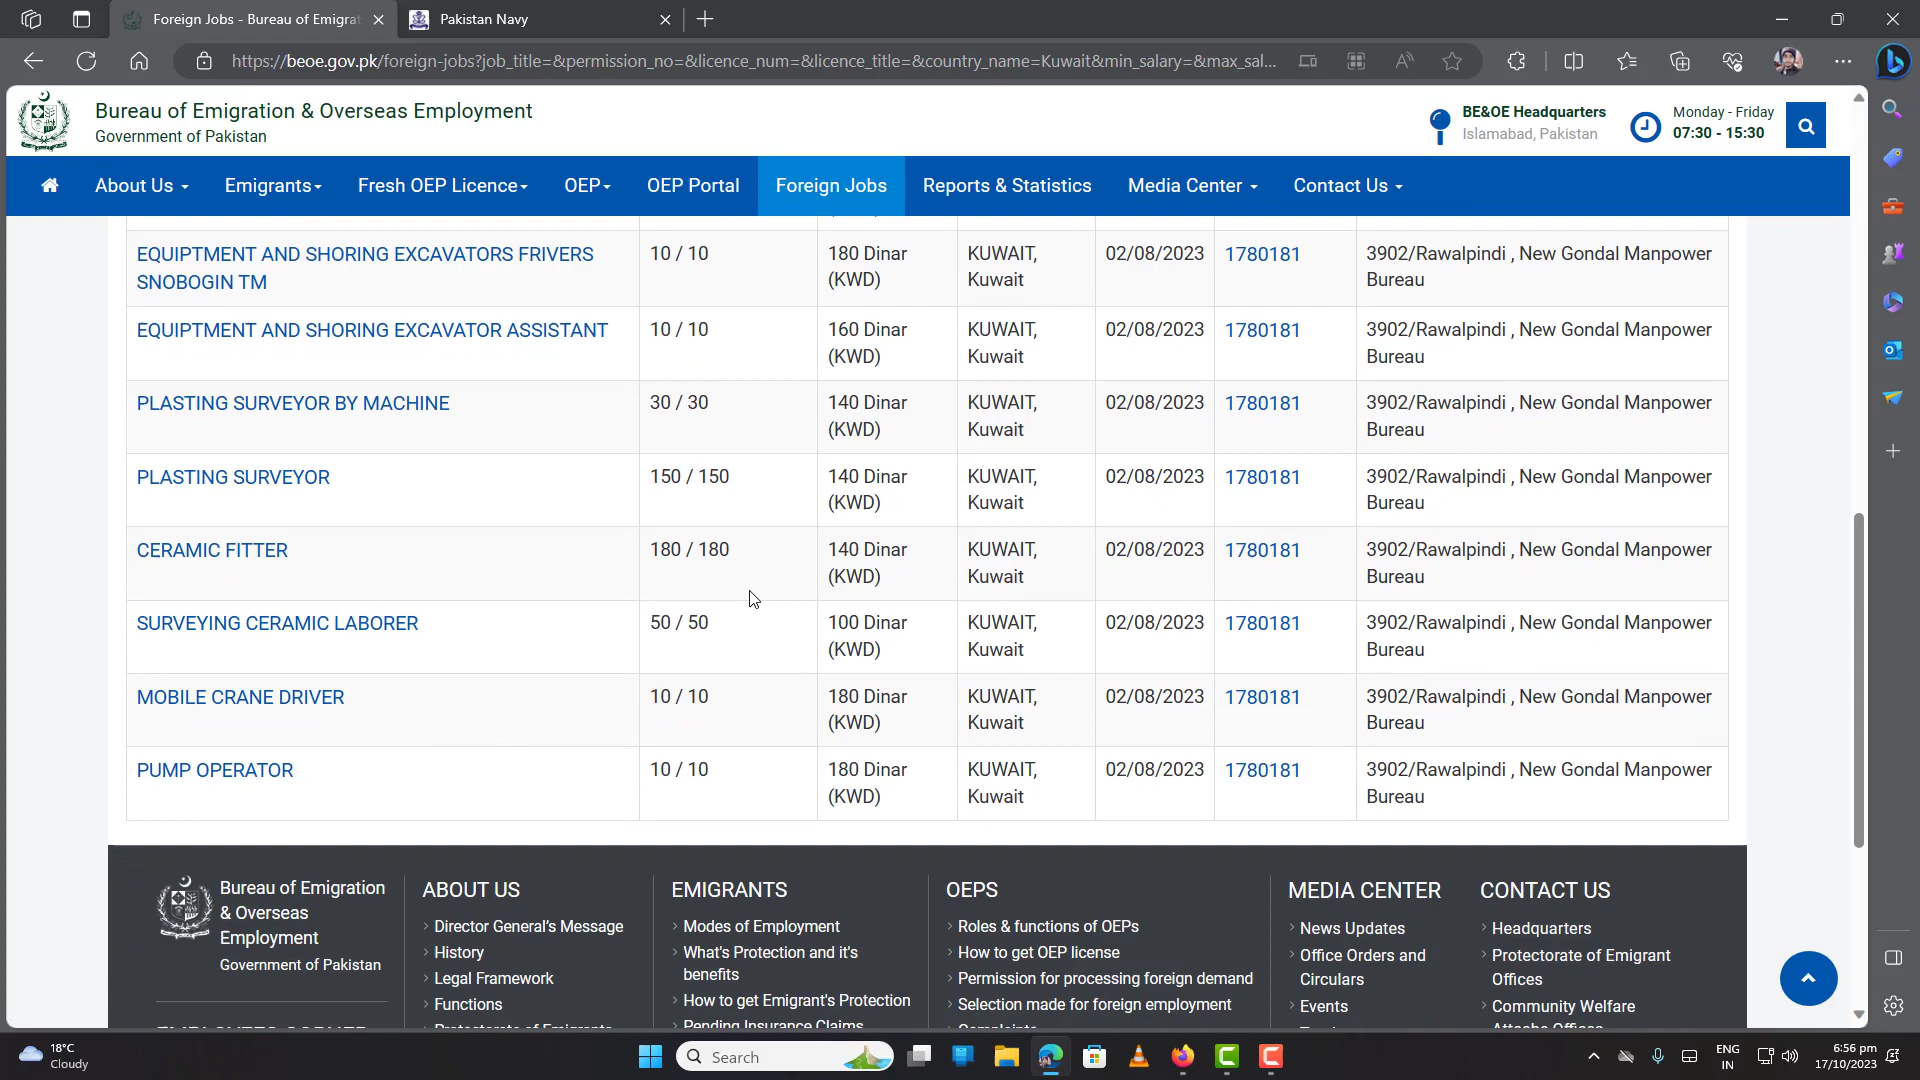 Foreign Jobs - Bureau of Emigrat
Pakistan Navy
https://beoe.gov.pk/foreign-jobs?job_title=&permission_no=&licence_num=&licence_title=&country_name=Kuwait&min_salary=&max_sal...
Bureau of Emigration & Overseas Employment
Government of Pakistan
BE&OE Headquarters
Islamabad, Pakistan
Monday - Friday
07:30 - 15:30
About Us Emigrants Fresh OEP Licence OEP OEP Portal Foreign Jobs Reports & Statistics Media Center Contact Us
EQUIPTMENT AND SHORING EXCAVATORS FRIVERS 10 / 10 180 Dinar KUWAIT, 02/08/2023 1780181 3902/Rawalpindi , New Gondal Manpower
SNOBOGIN TM (KWD) Kuwait Bureau
EQUIPTMENT AND SHORING EXCAVATOR ASSISTANT 10 / 10 160 Dinar KUWAIT, 02/08/2023 1780181 3902/Rawalpindi , New Gondal Manpower
(KWD) Kuwait Bureau
PLASTING SURVEYOR BY MACHINE 30 / 30 140 Dinar KUWAIT, 02/08/2023 1780181 3902/Rawalpindi , New Gondal Manpower
(KWD) Kuwait Bureau
PLASTING SURVEYOR 150 / 150 140 Dinar KUWAIT, 02/08/2023 1780181 3902/Rawalpindi , New Gondal Manpower
(KWD) Kuwait Bureau
CERAMIC FITTER 180 / 180 140 Dinar KUWAIT, 02/08/2023 1780181 3902/Rawalpindi , New Gondal Manpower
(KWD) Kuwait Bureau
SURVEYING CERAMIC LABORER 50 / 50 100 Dinar KUWAIT, 02/08/2023 1780181 3902/Rawalpindi , New Gondal Manpower
(KWD) Kuwait Bureau
MOBILE CRANE DRIVER 10 / 10 180 Dinar KUWAIT, 02/08/2023 1780181 3902/Rawalpindi , New Gondal Manpower
(KWD) Kuwait Bureau
PUMP OPERATOR 10 / 10 180 Dinar KUWAIT, 02/08/2023 1780181 3902/Rawalpindi , New Gondal Manpower
(KWD) Kuwait Bureau
Bureau of Emigration
& Overseas
Employment
Government of Pakistan
ABOUT US
Director General's Message
History
Legal Framework
Functions
EMIGRANTS
Modes of Employment
What's Protection and it's
benefits
How to get Emigrant's Protection
Pending Insurance Claims
OEPS
Roles & functions of OEPs
How to get OEP license
Permission for processing foreign demand
Selection made for foreign employment
MEDIA CENTER
News Updates
Office Orders and
Circulars
Events
CONTACT US
Headquarters
Protectorate of Emigrant
Offices
Community Welfare
18°C
Cloudy
Search
ENG
IN
6:56 pm
17/10/2023